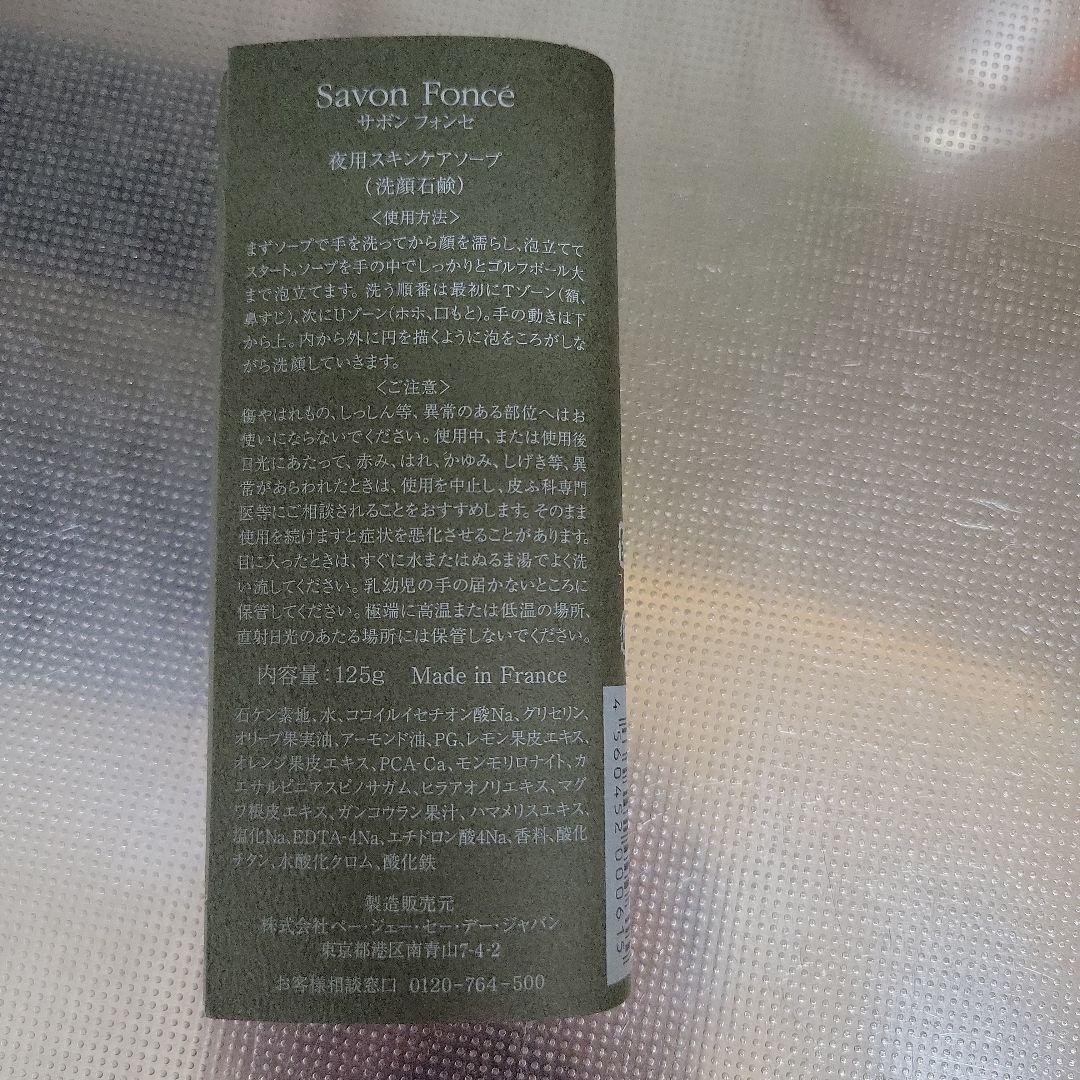 Savon Foncé
サボン フォンセ
夜用スキンケアソープ
(洗顔石鹸)
<使用方法>
まずソープで手を洗ってから顔を濡らし、泡立てて
スタート。ソープを手の中でしっかりとゴルフボール大
まで泡立てます。洗う順番は最初にTゾーン(額、
鼻すじ)、次にUゾーン(ホホ、口もと)。手の動きは下
から上。内から外に円を描くように泡をころがしな
がら洗顔していきます。
<ご注意>
傷やはれもの、しっしん等、異常のある部位へはお
使いにならないでください。使用中、または使用後
日光にあたって、赤み、はれ、かゆみ、しげき等、異
常があらわれたときは、使用を中止し、皮ふ科専門
医等にご相談されることをおすすめします。そのまま
使用を続けますと症状を悪化させることがあります。
目に入ったときは、すぐに水またはぬるま湯でよく洗
い流してください。乳幼児の手の届かないところに
保管してください。極端に高温または低温の場所、
直射日光のあたる場所には保管しないでください。
内容量:125g Made in France
石ケン素地、水、ココイルイセチオン酸Na、グリセリン、
オリーブ果実油、アーモンド油、PG、レモン果皮エキス、
オレンジ果皮エキス、PCA-Ca、モンモリロナイト、カ
エサルピニアスピノサガム、ヒラアオノリエキス、マグ
ワ根皮エキス、ガンコウラン果汁、ハマメリスエキス、
塩化Na、EDTA-4Na、エチドロン酸4Na、香料、酸化
チタン、水酸化クロム、酸化鉄
製造販売元
株式会社ペー・ジェー・セー・デー・ジャパン
東京都港区南青山7-4-2
お客様相談窓口 0120-764-500
4 560452 000615